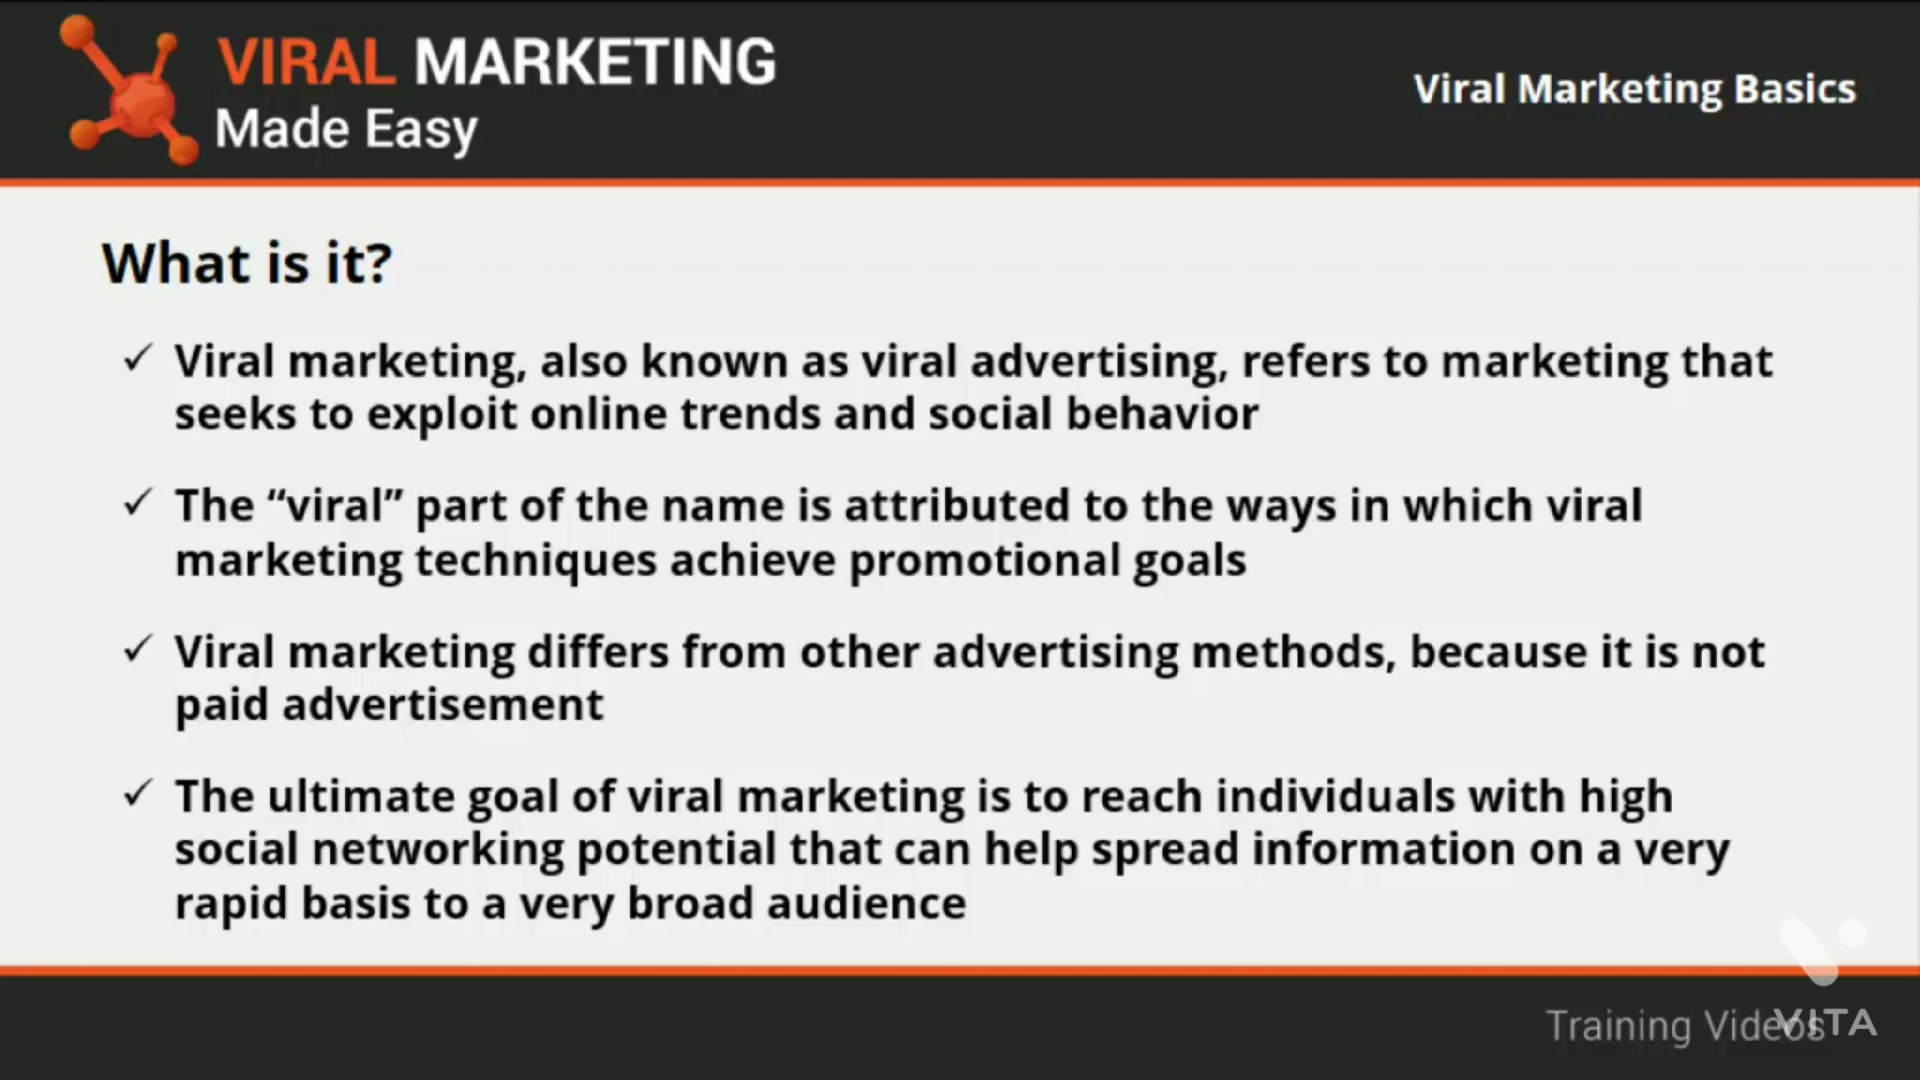 VIRAL MARKETING
Made Easy
Viral Marketing Basics
What is it?
✓ Viral marketing, also known as viral advertising, refers to marketing that
seeks to exploit online trends and social behavior
✓ The “viral” part of the name is attributed to the ways in which viral
marketing techniques achieve promotional goals
✓ Viral marketing differs from other advertising methods, because it is not
paid advertisement
✓ The ultimate goal of viral marketing is to reach individuals with high
social networking potential that can help spread information on a very
rapid basis to a very broad audience
Training Videos
VITA